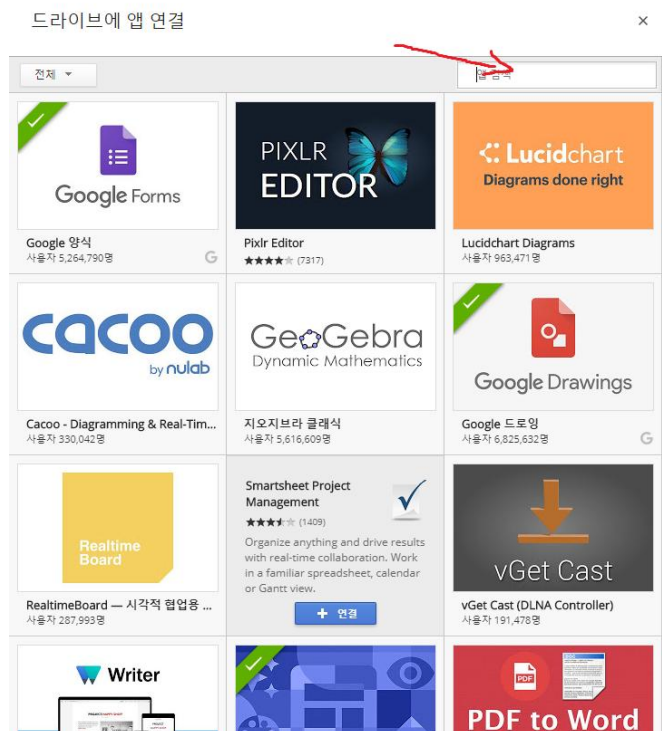 드라이브에 앱 연결
×
전체
앱 검색
Google Forms
PIXLR
EDITOR
Lucidchart
Diagrams done right
Google 양식
사용자 5,264,790명
G
Pixlr Editor
(7317)
Lucidchart Diagrams
사용자 963,471명
cacoo
by nulab
GeoGebra
Dynamic Mathematics
Google Drawings
Cacoo - Diagramming & Real-Tim...
사용자 330,042명
지오지브라 클래식
사용자 5,616,609명
Google 드로잉
사용자 6,825,632명
G
Realtime
Board
Smartsheet Project
Management
(1409)
Organize anything and drive results
with real-time collaboration. Work
in a familiar spreadsheet, calendar
or Gantt view.
+ 연결
vGet Cast
RealtimeBoard — 시각적 협업용 ...
사용자 287,993명
vGet Cast (DLNA Controller)
사용자 191,478명
Writer
PDF
PDF to Word